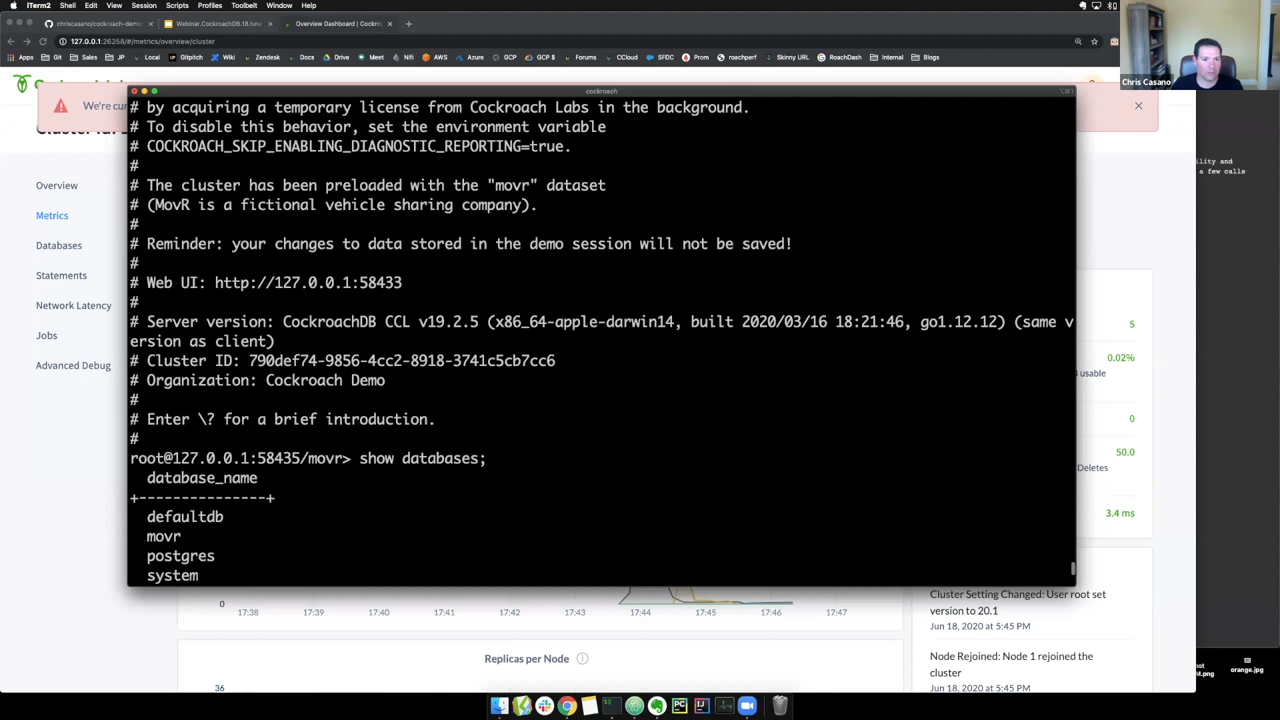 iTerm2 Shell Edit View Session Scripts Profiles Toolbelt Window Help
chriscasano/cockroach-demo Webinar.CockroachDB.18.June Overview Dashboard | Cockro
127.0.0.1:26258/#/metrics/overview/cluster
Apps Git Sales JP Local Gitpitch Wiki Zendesk Docs Drive Meet Nifi AWS Azure GCP GCP $ Forums CCloud SFDC Prom roachperf Skinny URL RoachDash Internal Blogs
Chris Casano
cockroach
We're cur
Overview
Metrics
Databases
Statements
Network Latency
Jobs
Advanced Debug
# by acquiring a temporary license from Cockroach Labs in the background.
# To disable this behavior, set the environment variable
# COCKROACH_SKIP_ENABLING_DIAGNOSTIC_REPORTING=true.
#
# The cluster has been preloaded with the "movr" dataset
# (MovR is a fictional vehicle sharing company).
#
# Reminder: your changes to data stored in the demo session will not be saved!
#
# Web UI: http://127.0.0.1:58433
#
# Server version: CockroachDB CCL v19.2.5 (x86_64-apple-darwin14, built 2020/03/16 18:21:46, go1.12.12) (same v
ersion as client)
# Cluster ID: 790def74-9856-4cc2-8918-3741c5cb7cc6
# Organization: Cockroach Demo
#
# Enter \? for a brief introduction.
#
root@127.0.0.1:58435/movr> show databases;
database_name
+---------------+
defaultdb
movr
postgres
system
bility and
a few calls
5
0.02%
usable
0
50.0
Deletes
3.4 ms
0
17:38 17:39 17:40 17:41 17:42 17:43 17:44 17:45 17:46 17:47
Replicas per Node
36
Cluster Setting Changed: User root set
version to 20.1
Jun 18, 2020 at 5:45 PM
Node Rejoined: Node 1 rejoined the
cluster
Jun 18, 2020 at 5:45 PM
orange.jpg